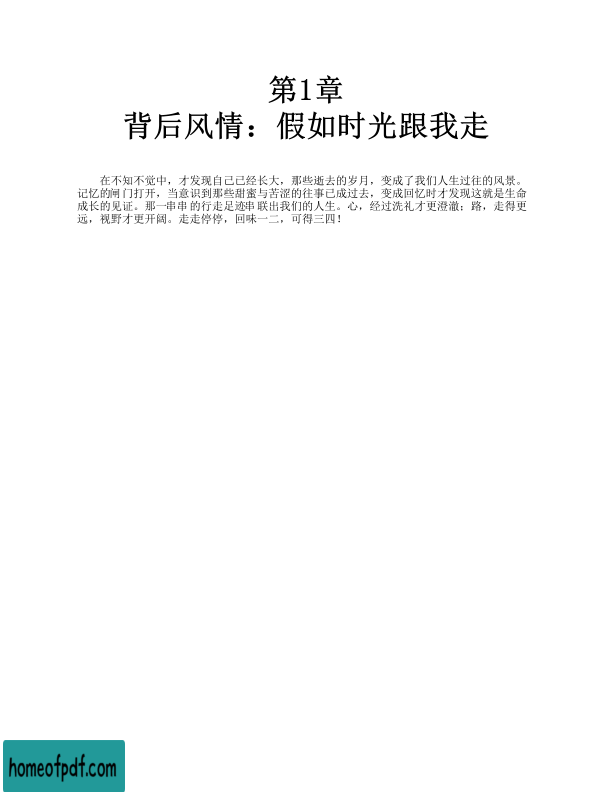 第1章
背后风情：假如时光跟我走
在不知不觉中，才发现自己已经长大，那些逝去的岁月，变成了我们人生过往的风景。
记忆的闸门打开，当意识到那些甜蜜与苦涩的往事已成过去，变成回忆时才发现这就是生命
成长的见证。那一串串的行走足迹串联出我们的人生。心，经过洗礼才更澄澈；路，走得更
远，视野才更开阔。走走停停，回味一二，可得三四！
homeofpdf.com